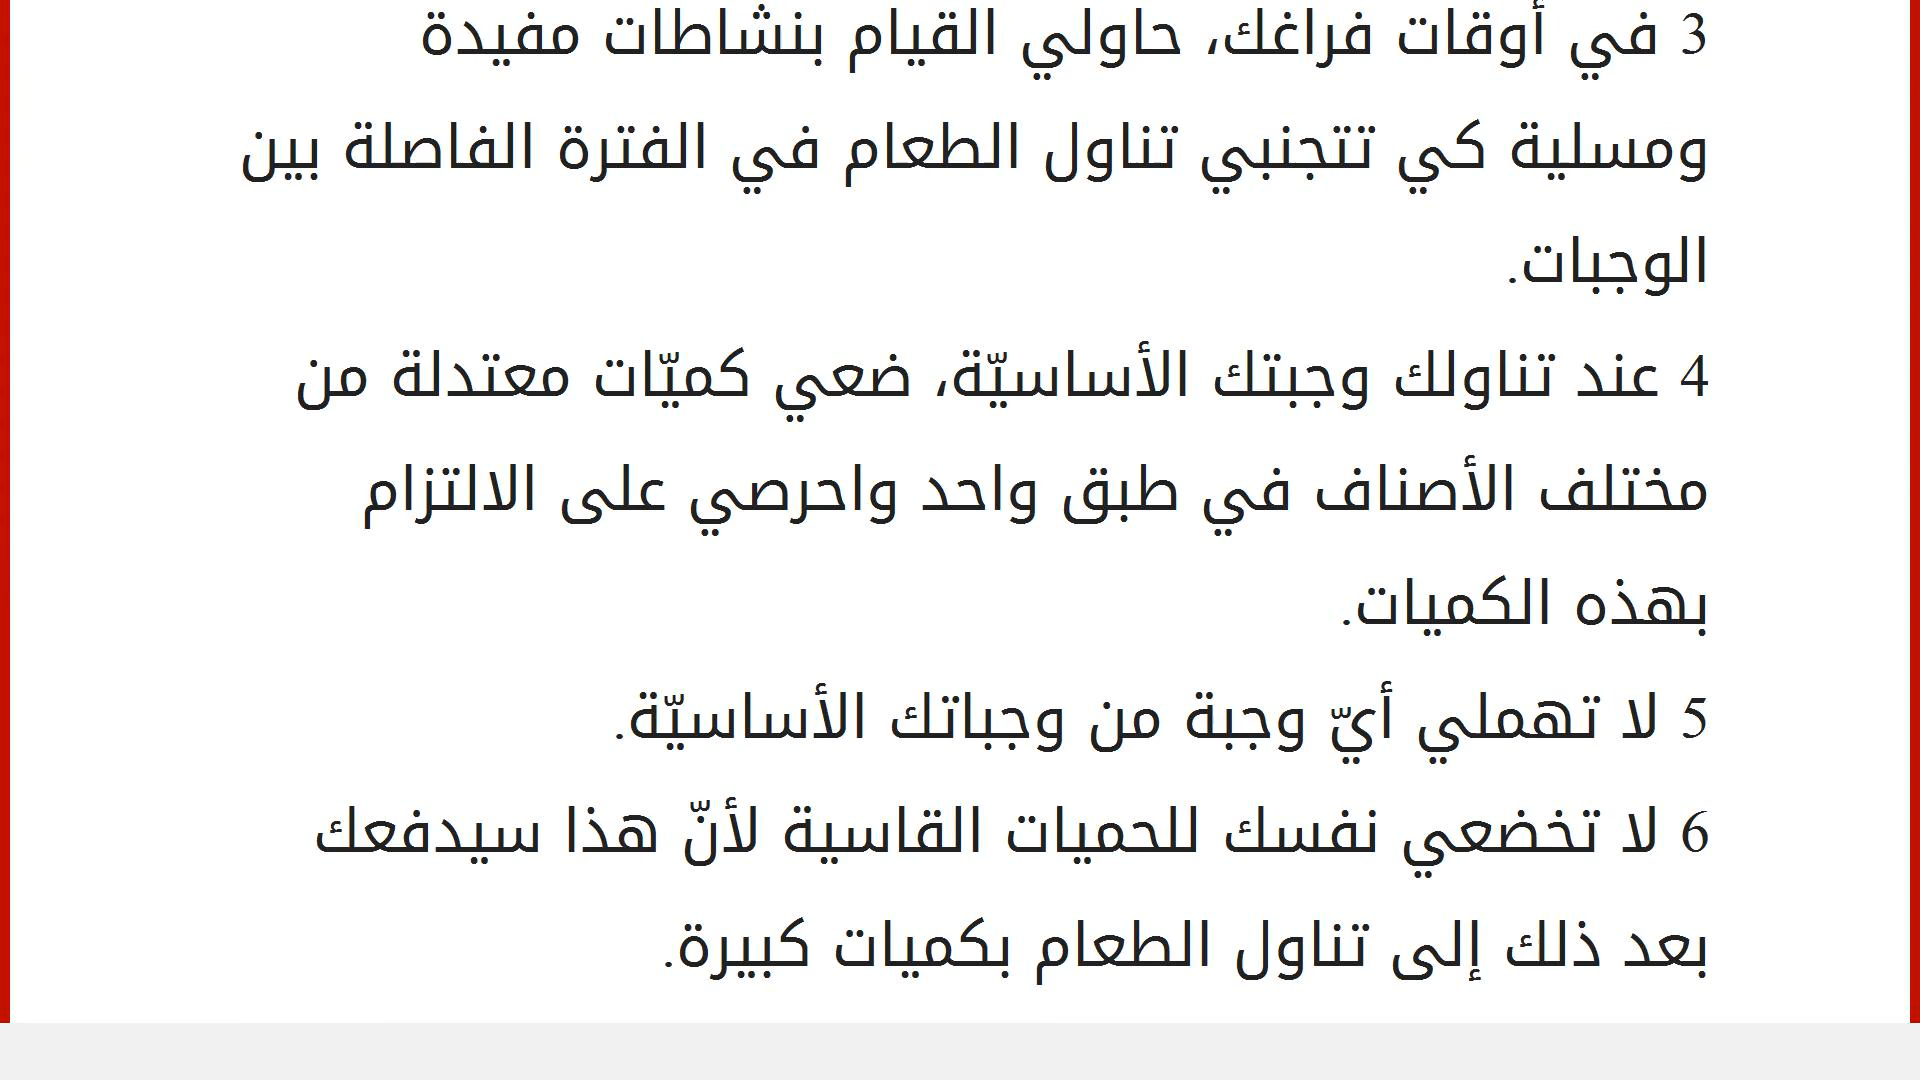 3 في أوقات فراغك، حاولي القيام بنشاطات مفيدة
ومسلية كي تتجنبي تناول الطعام في الفترة الفاصلة بين
الوجبات.
4 عند تناولك وجبتك الأساسيّة، ضعي كميّات معتدلة من
مختلف الأصناف في طبق واحد واحرصي على الالتزام
بهذه الكميات.
5 لا تهملي أيّ وجبة من وجباتك الأساسيّة.
6 لا تخضعي نفسك للحميات القاسية لأنّ هذا سيدفعك
بعد ذلك إلى تناول الطعام بكميات كبيرة.